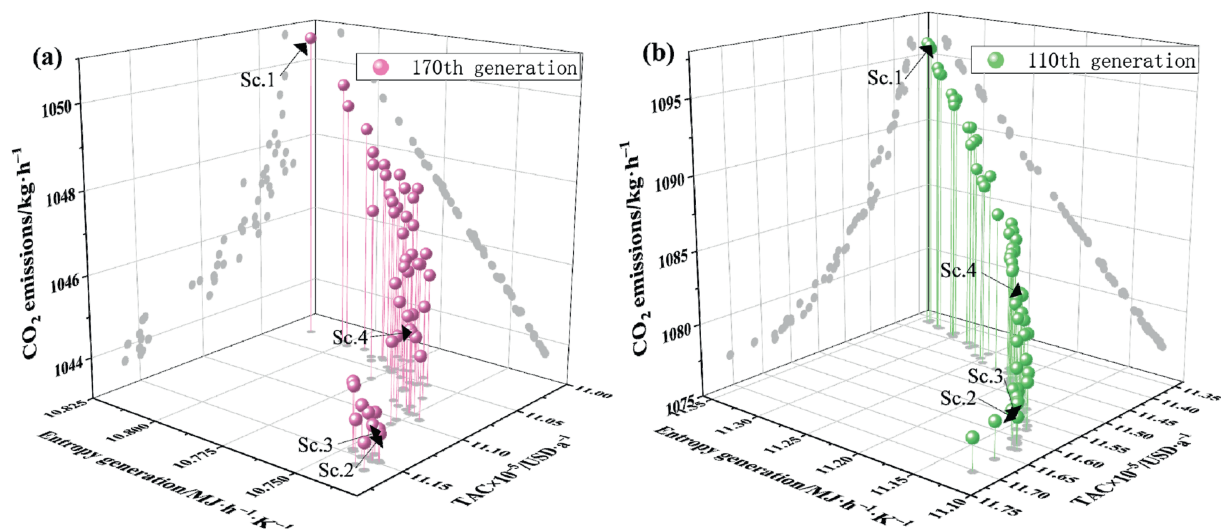 (a)
170th generation
Sc.1
Sc.4
Sc.3
Sc.2
CO₂ emissions/kg·h⁻¹
1050
1048
1046
1044
10.825
10.800
10.775
10.750
Entropy generation/MJ·h⁻¹·K⁻¹
11.00
11.05
11.10
11.15
TAC×10⁻⁵/USD·a⁻¹
(b)
110th generation
Sc.1
Sc.4
Sc.3
Sc.2
CO₂ emissions/kg·h⁻¹
1095
1090
1085
1080
1075
11.30
11.25
11.20
11.15
11.10
Entropy generation/MJ·h⁻¹·K⁻¹
11.35
11.40
11.45
11.50
11.55
11.60
11.65
11.70
11.75
TAC×10⁻⁵/USD·a⁻¹